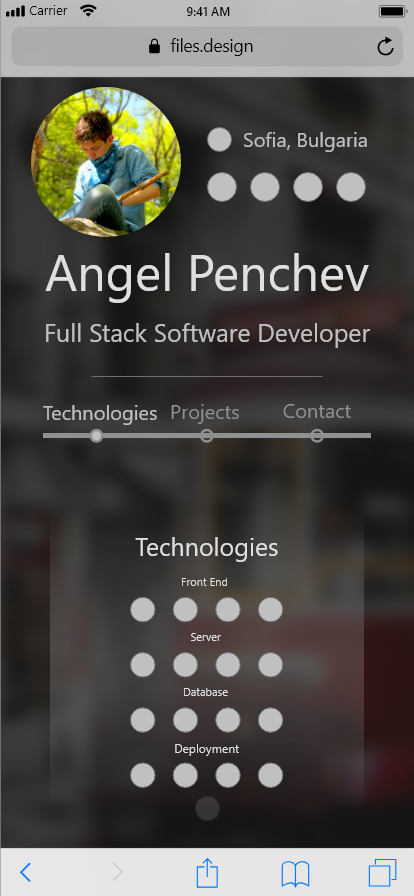 Carrier 9:41 AM
files.design
Sofia, Bulgaria
Angel Penchev
Full Stack Software Developer
Technologies Projects Contact
Technologies
Front End
Server
Database
Deployment